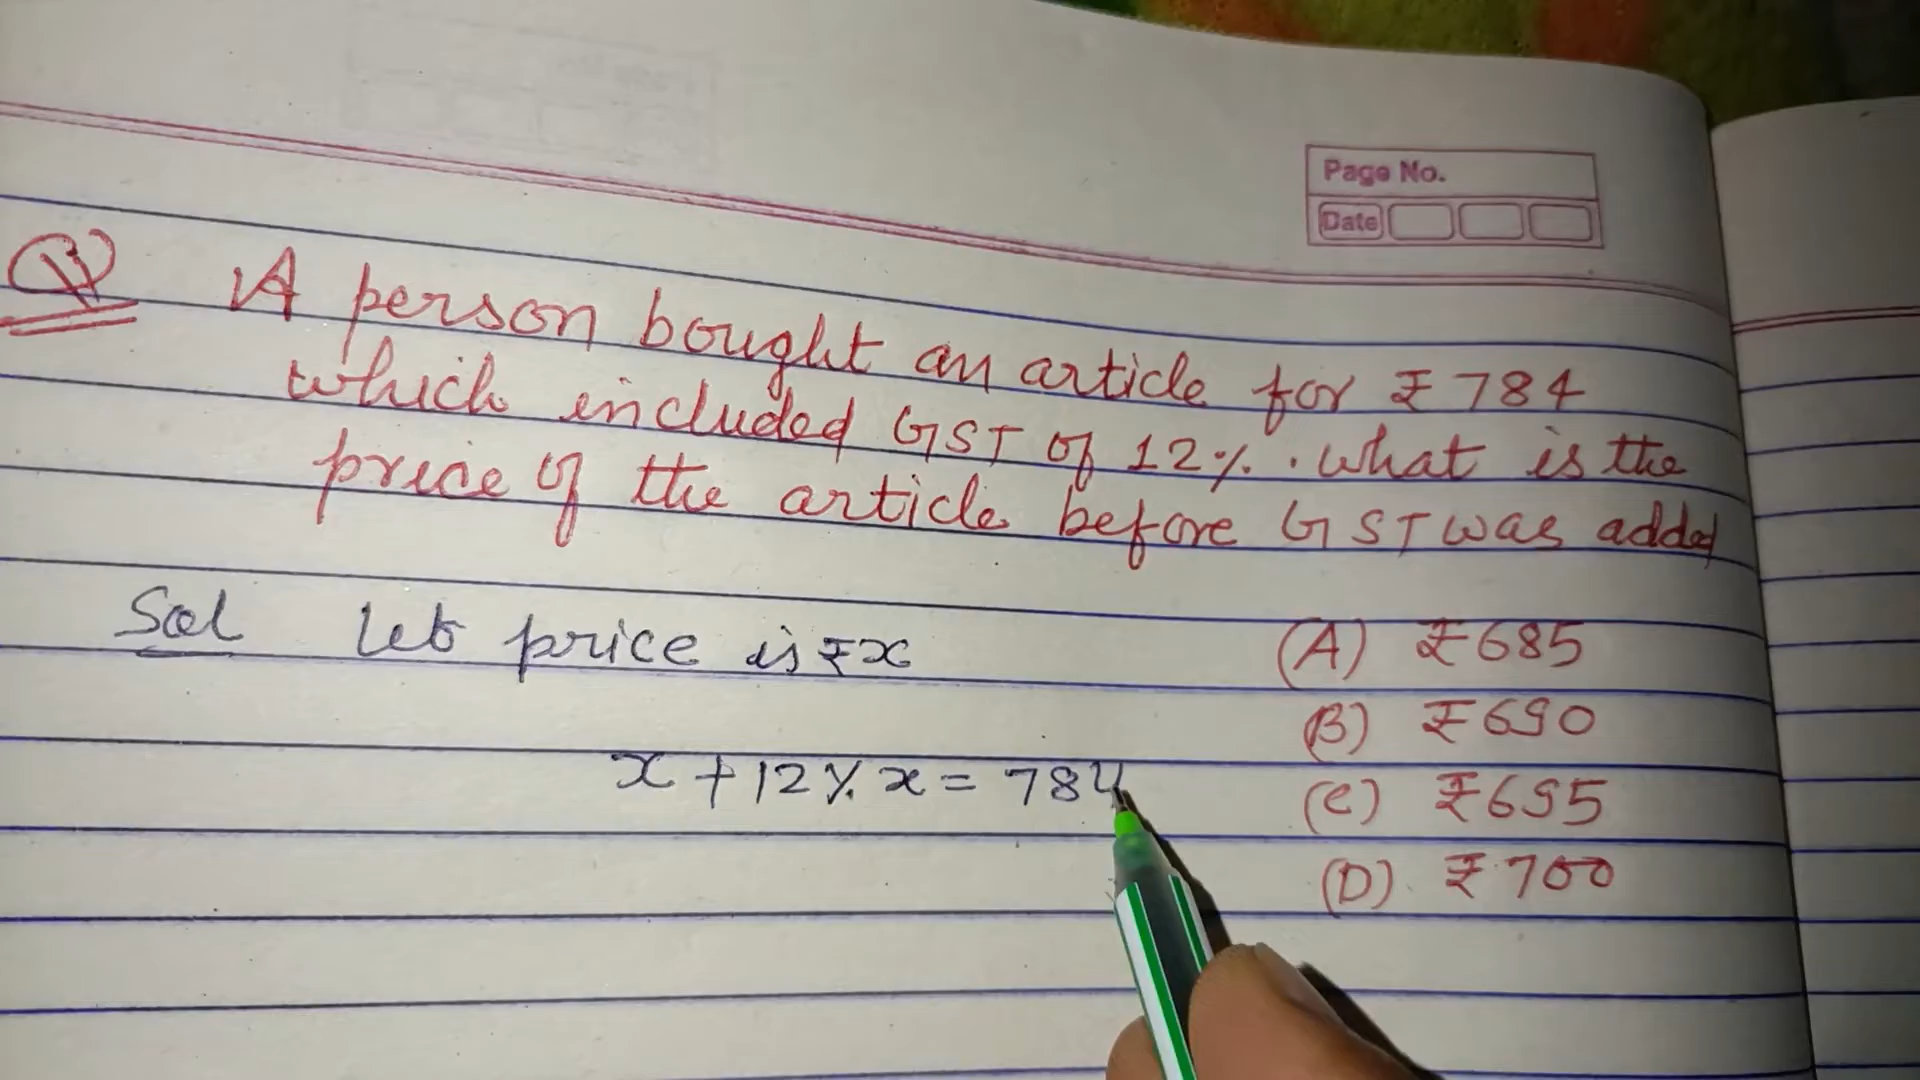 Page No.
Date
Q A person bought an article for ₹ 784
which included GST of 12%. What is the
price of the article before GST was added
Sol Let price is ₹x
(A) ₹685
(B) ₹690
x + 12% x = 784
(C) ₹695
(D) ₹700